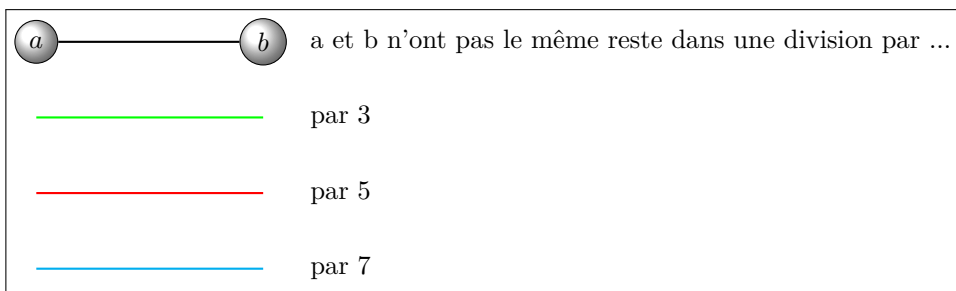 a b a et b n'ont pas le même reste dans une division par ...
par 3
par 5
par 7